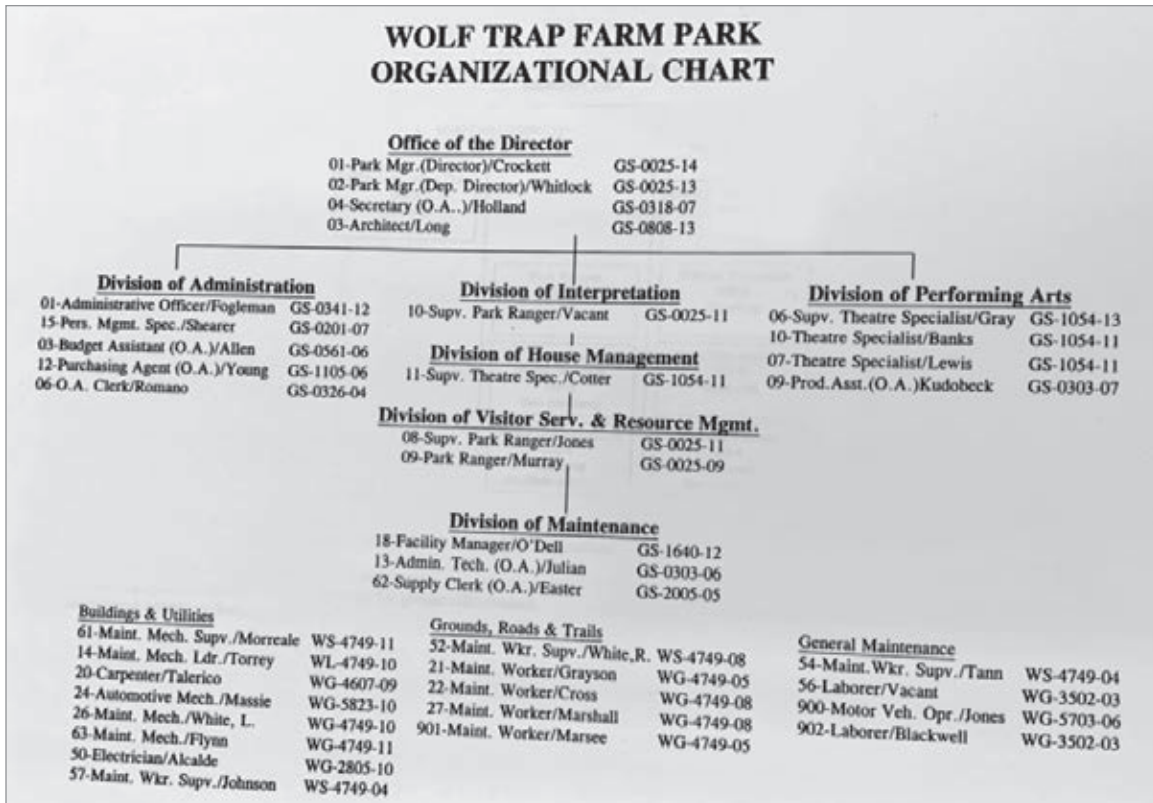 WOLF TRAP FARM PARK
ORGANIZATIONAL CHART
Office of the Director
01-Park Mgr.(Director)/Crockett GS-0025-14
02-Park Mgr.(Dep. Director)/Whitlock GS-0025-13
04-Secretary (O.A..)/Holland GS-0318-07
03-Architect/Long GS-0808-13
Division of Administration
01-Administrative Officer/Fogleman GS-0341-12
15-Pers. Mgmt. Spec./Shearer GS-0201-07
03-Budget Assistant (O.A.)/Allen GS-0561-06
12-Purchasing Agent (O.A.)/Young GS-1105-06
06-O.A. Clerk/Romano GS-0326-04
Division of Interpretation
10-Supv. Park Ranger/Vacant GS-0025-11
Division of House Management
11-Supv. Theatre Spec./Cotter GS-1054-11
Division of Visitor Serv. & Resource Mgmt.
08-Supv. Park Ranger/Jones GS-0025-11
09-Park Ranger/Murray GS-0025-09
Division of Performing Arts
06-Supv. Theatre Specialist/Gray GS-1054-13
10-Theatre Specialist/Banks GS-1054-11
07-Theatre Specialist/Lewis GS-1054-11
09-Prod.Asst.(O.A.)Kudobeck GS-0303-07
Division of Maintenance
18-Facility Manager/O'Dell GS-1640-12
13-Admin. Tech. (O.A.)/Julian GS-0303-06
62-Supply Clerk (O.A.)/Easter GS-2005-05
Buildings & Utilities
61-Maint. Mech. Supv./Morreale WS-4749-11
14-Maint. Mech. Ldr./Torrey WL-4749-10
20-Carpenter/Talerico WG-4607-09
24-Automotive Mech./Massie WG-5823-10
26-Maint. Mech./White, L. WG-4749-10
63-Maint. Mech./Flynn WG-4749-11
50-Electrician/Alcalde WG-2805-10
57-Maint. Wkr. Supv./Johnson WS-4749-04
Grounds, Roads & Trails
52-Maint. Wkr. Supv./White,R. WS-4749-08
21-Maint. Worker/Grayson WG-4749-05
22-Maint. Worker/Cross WG-4749-08
27-Maint. Worker/Marshall WG-4749-08
901-Maint. Worker/Marsee WG-4749-05
General Maintenance
54-Maint.Wkr. Supv./Tann WS-4749-04
56-Laborer/Vacant WG-3502-03
900-Motor Veh. Opr./Jones WG-5703-06
902-Laborer/Blackwell WG-3502-03